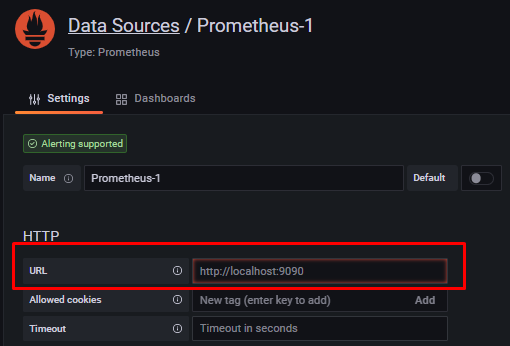 Data Sources / Prometheus-1
Type: Prometheus
Settings Dashboards
Alerting supported
Name Prometheus-1 Default
HTTP
URL http://localhost:9090
Allowed cookies New tag (enter key to add) Add
Timeout Timeout in seconds